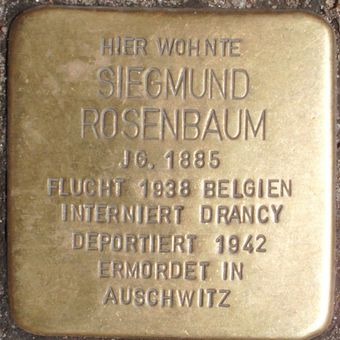 HIER WOHNTE
SIEGMUND
ROSENBAUM
JG. 1885
FLUCHT 1938 BELGIEN
INTERNIERT DRANCY
DEPORTIERT 1942
ERMORDET IN
AUSCHWITZ